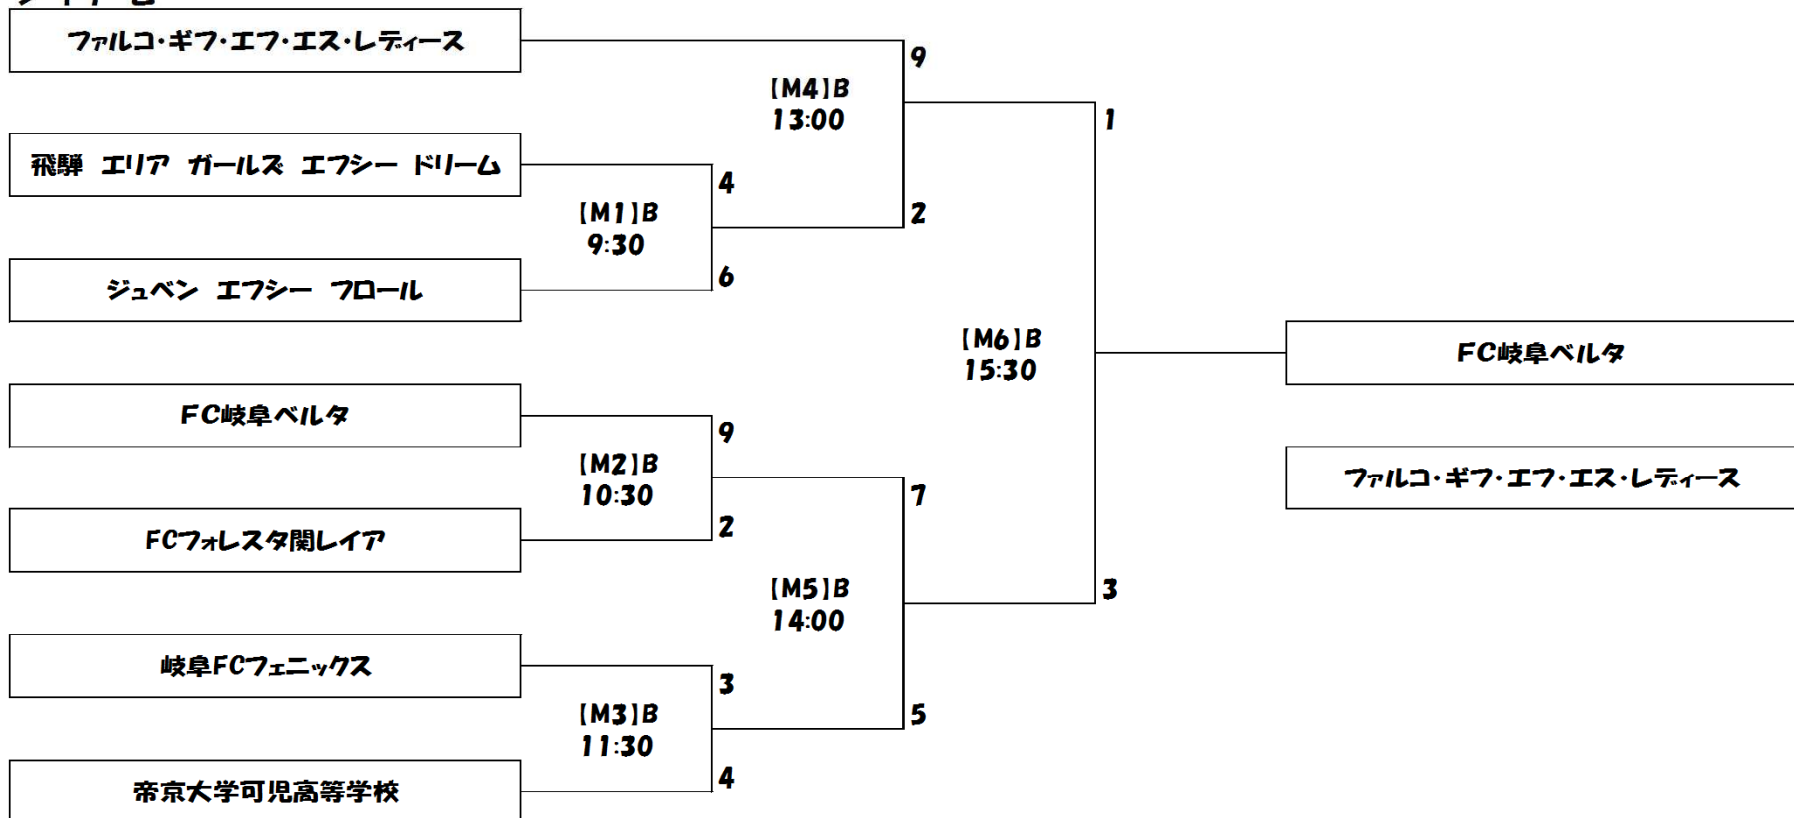 ファルコ・ギフ・エフ・エス・レディース
9
【M4】B
13:00
1
飛騨 エリア ガールズ エフシー ドリーム
4
【M1】B
9:30
2
6
ジュベン エフシー フロール
【M6】B
15:30
FC岐阜ベルタ
FC岐阜ベルタ
9
【M2】B
10:30
7
ファルコ・ギフ・エフ・エス・レディース
2
FCフォレスタ関レイア
【M5】B
14:00
3
岐阜FCフェニックス
3
【M3】B
11:30
5
4
帝京大学可児高等学校